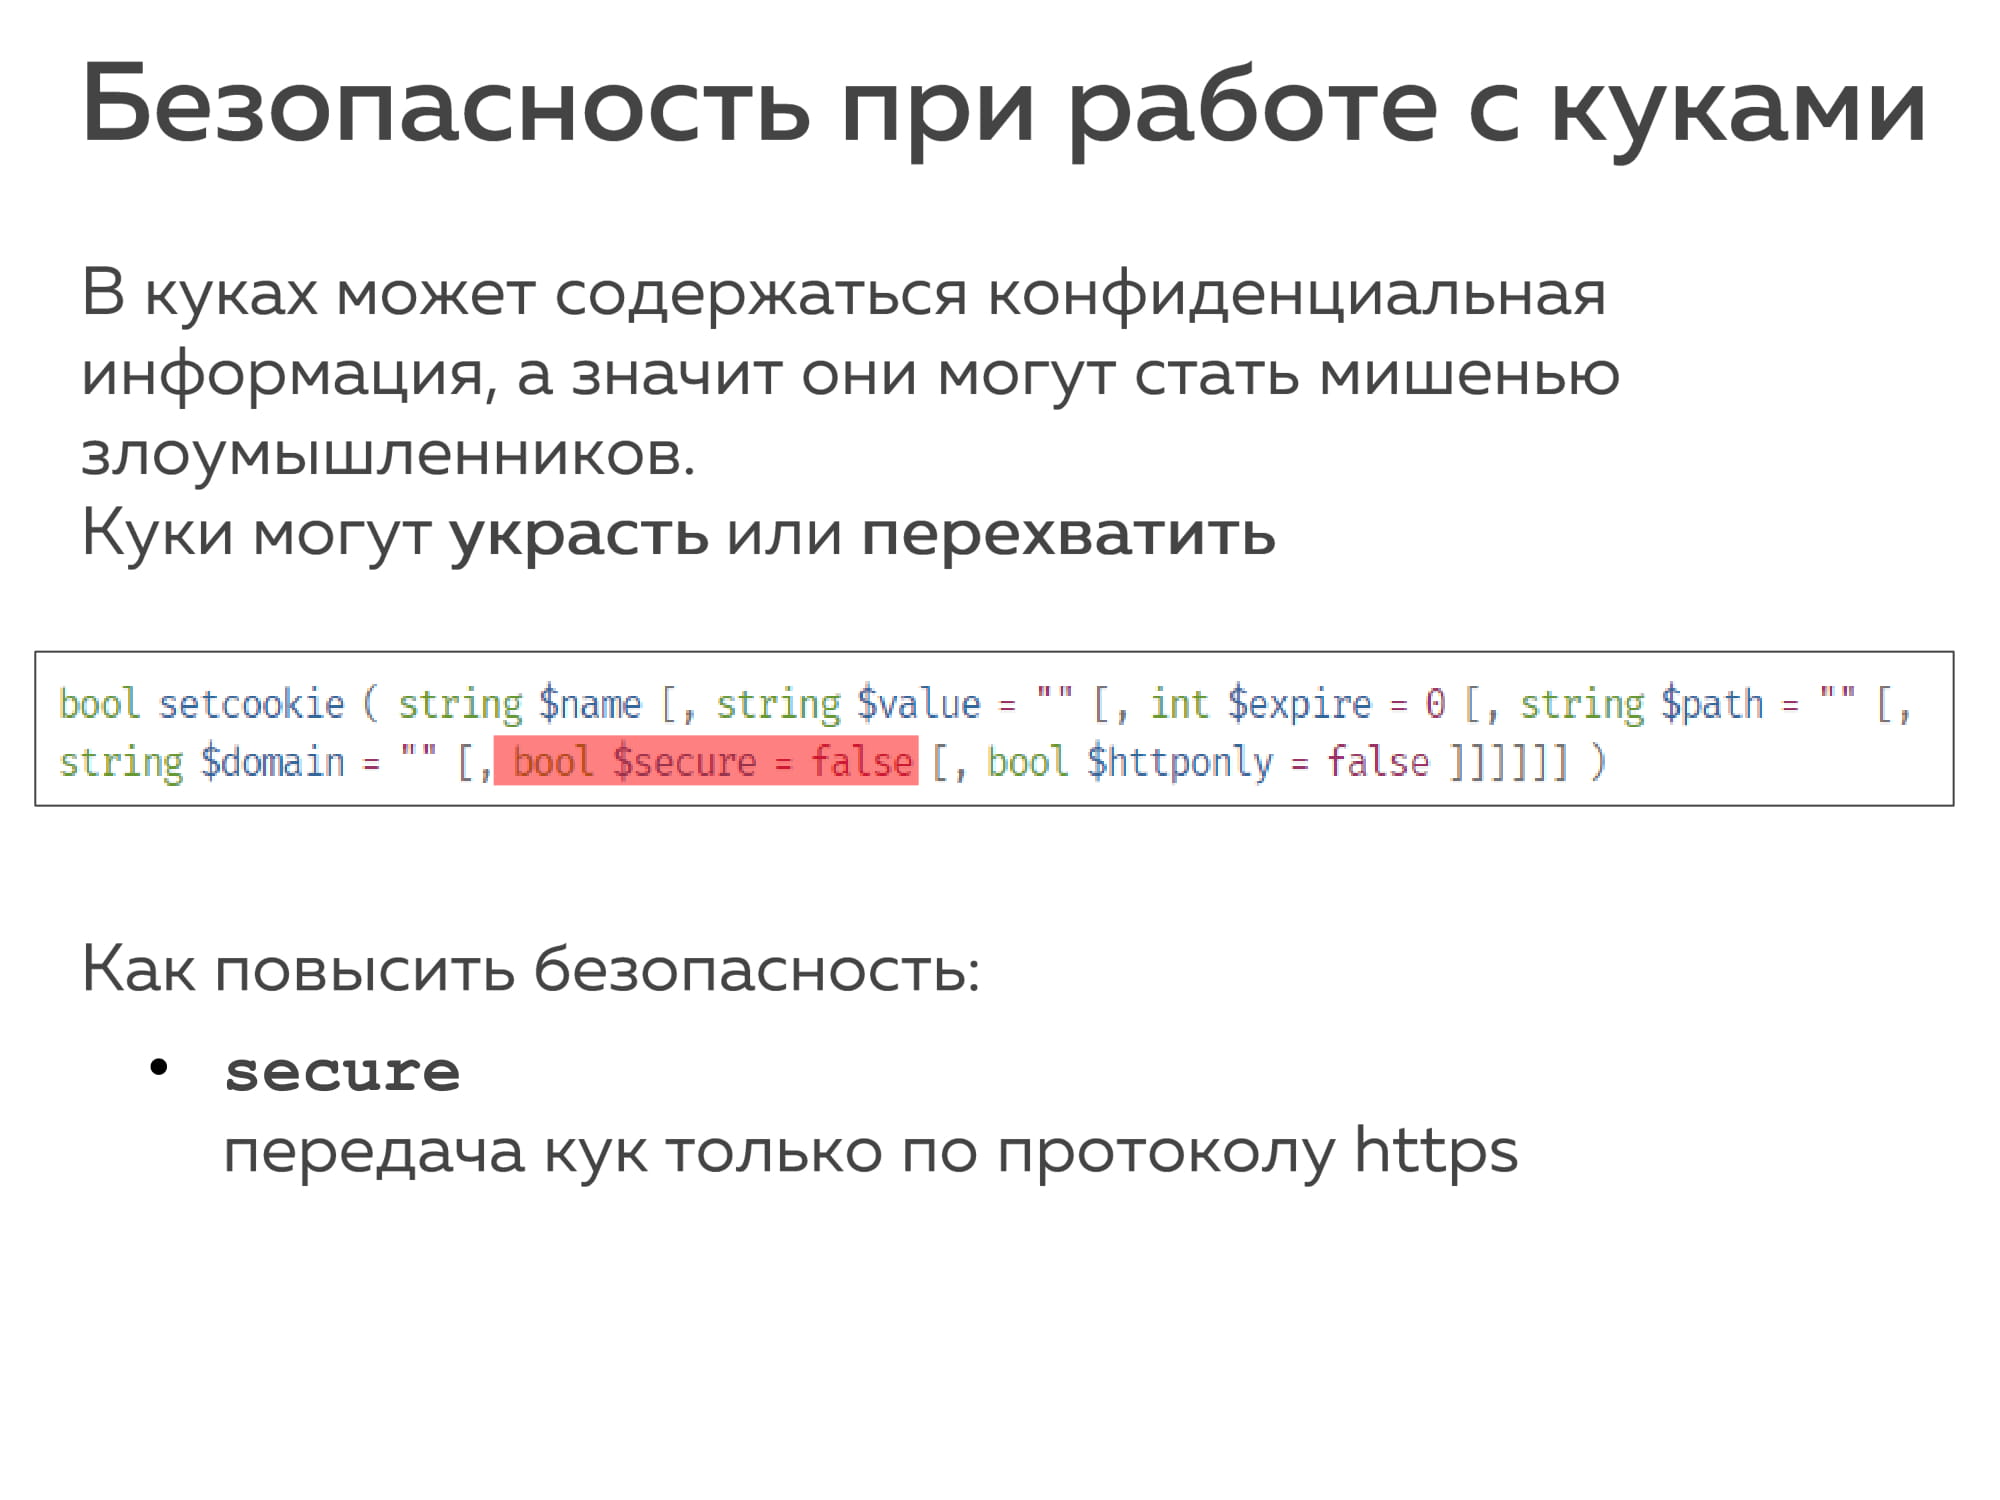 Безопасность при работе с куками
В куках может содержаться конфиденциальная
информация, а значит они могут стать мишенью
злоумышленников.
Куки могут украсть или перехватить
bool setcookie ( string $name [, string $value = "" [, int $expire = 0 [, string $path = "" [,
string $domain = "" [, bool $secure = false [, bool $httponly = false ]]]]]] )
Как повысить безопасность:
• secure
передача кук только по протоколу https